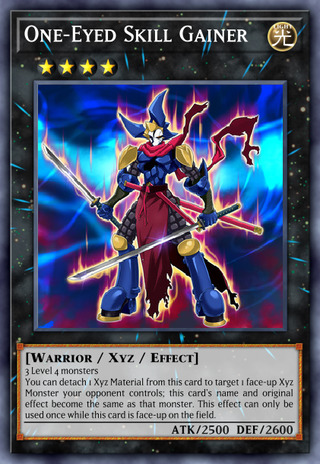 One-Eyed Skill Gainer
LIGHT
光
[Warrior / Xyz / Effect]
3 Level 4 monsters
You can detach 1 Xyz Material from this card to target 1 face-up Xyz
Monster your opponent controls; this card's name and original
effect become the same as that monster. This effect can only be
used once while this card is face-up on the field.
ATK/2500 DEF/2600